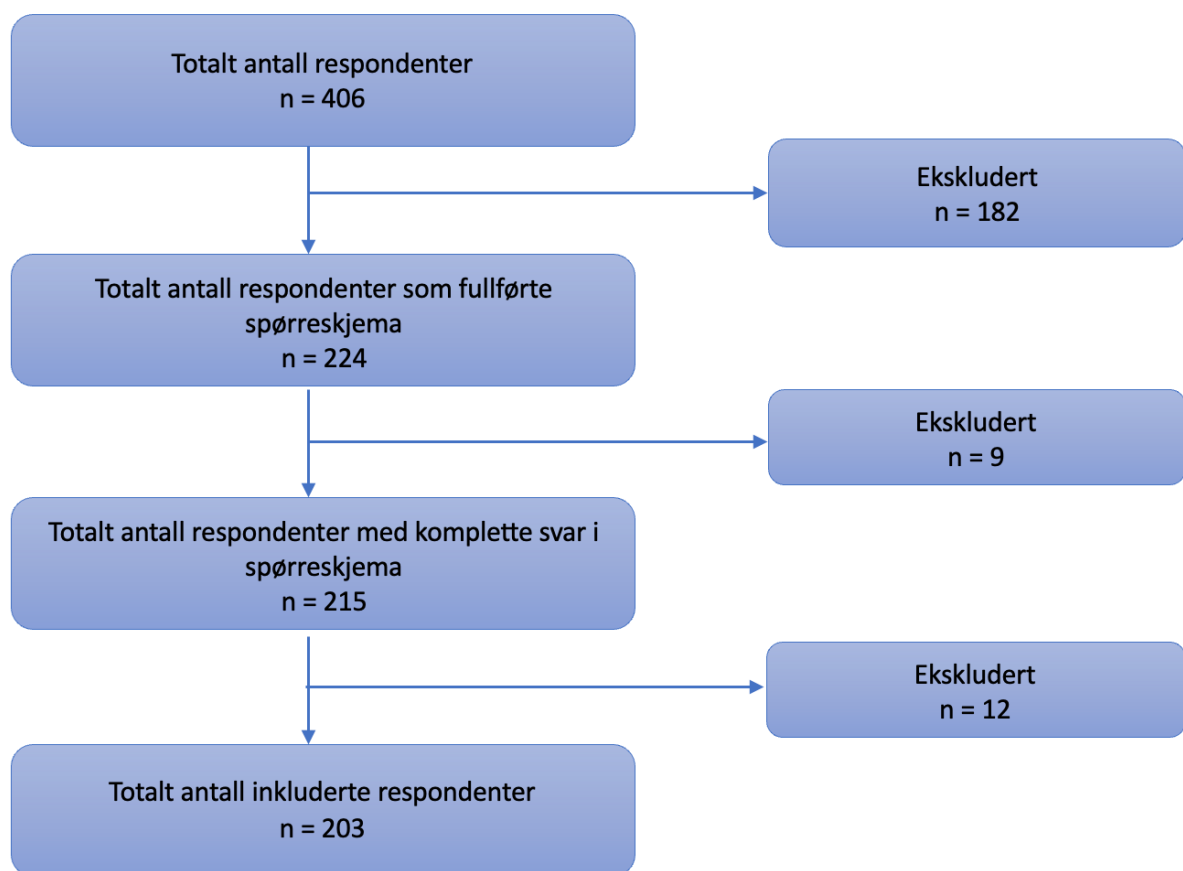 Totalt antall respondenter
n = 406
Ekskludert
n = 182
Totalt antall respondenter som fullførte
spørreskjema
n = 224
Ekskludert
n = 9
Totalt antall respondenter med komplette svar i
spørreskjema
n = 215
Ekskludert
n = 12
Totalt antall inkluderte respondenter
n = 203